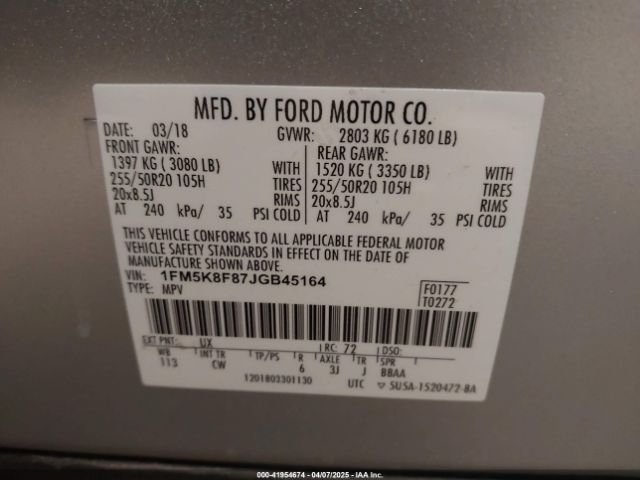 MFD. BY FORD MOTOR CO.
DATE: 03/18 GVWR: 2803 KG ( 6180 LB)
FRONT GAWR: REAR GAWR:
1397 KG ( 3080 LB) WITH 1520 KG ( 3350 LB) WITH
255/50R20 105H TIRES 255/50R20 105H TIRES
20x8.5J RIMS 20x8.5J RIMS
AT 240 kPa/ 35 PSI COLD AT 240 kPa/ 35 PSI COLD
THIS VEHICLE CONFORMS TO ALL APPLICABLE FEDERAL MOTOR
VEHICLE SAFETY STANDARDS IN EFFECT ON THE DATE OF
MANUFACTURE SHOWN ABOVE.
VIN: 1FM5K8F87JGB45164 F0177
TYPE: MPV T0272
EXT PNT: UX RC: 72 DSO:
WB INT TR TP/PS R AXLE TR SPR
113 CW 6 3J J BBAA
1201803301130 UTC ▽ SUSA-1520472-BA
000-41954674 - 04/07/2025 - IAA Inc.